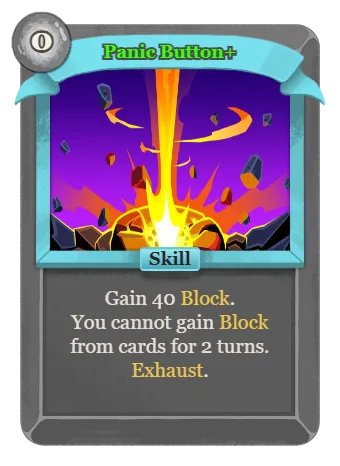 0
Panic Button+
Skill
Gain 40 Block.
You cannot gain Block
from cards for 2 turns.
Exhaust.